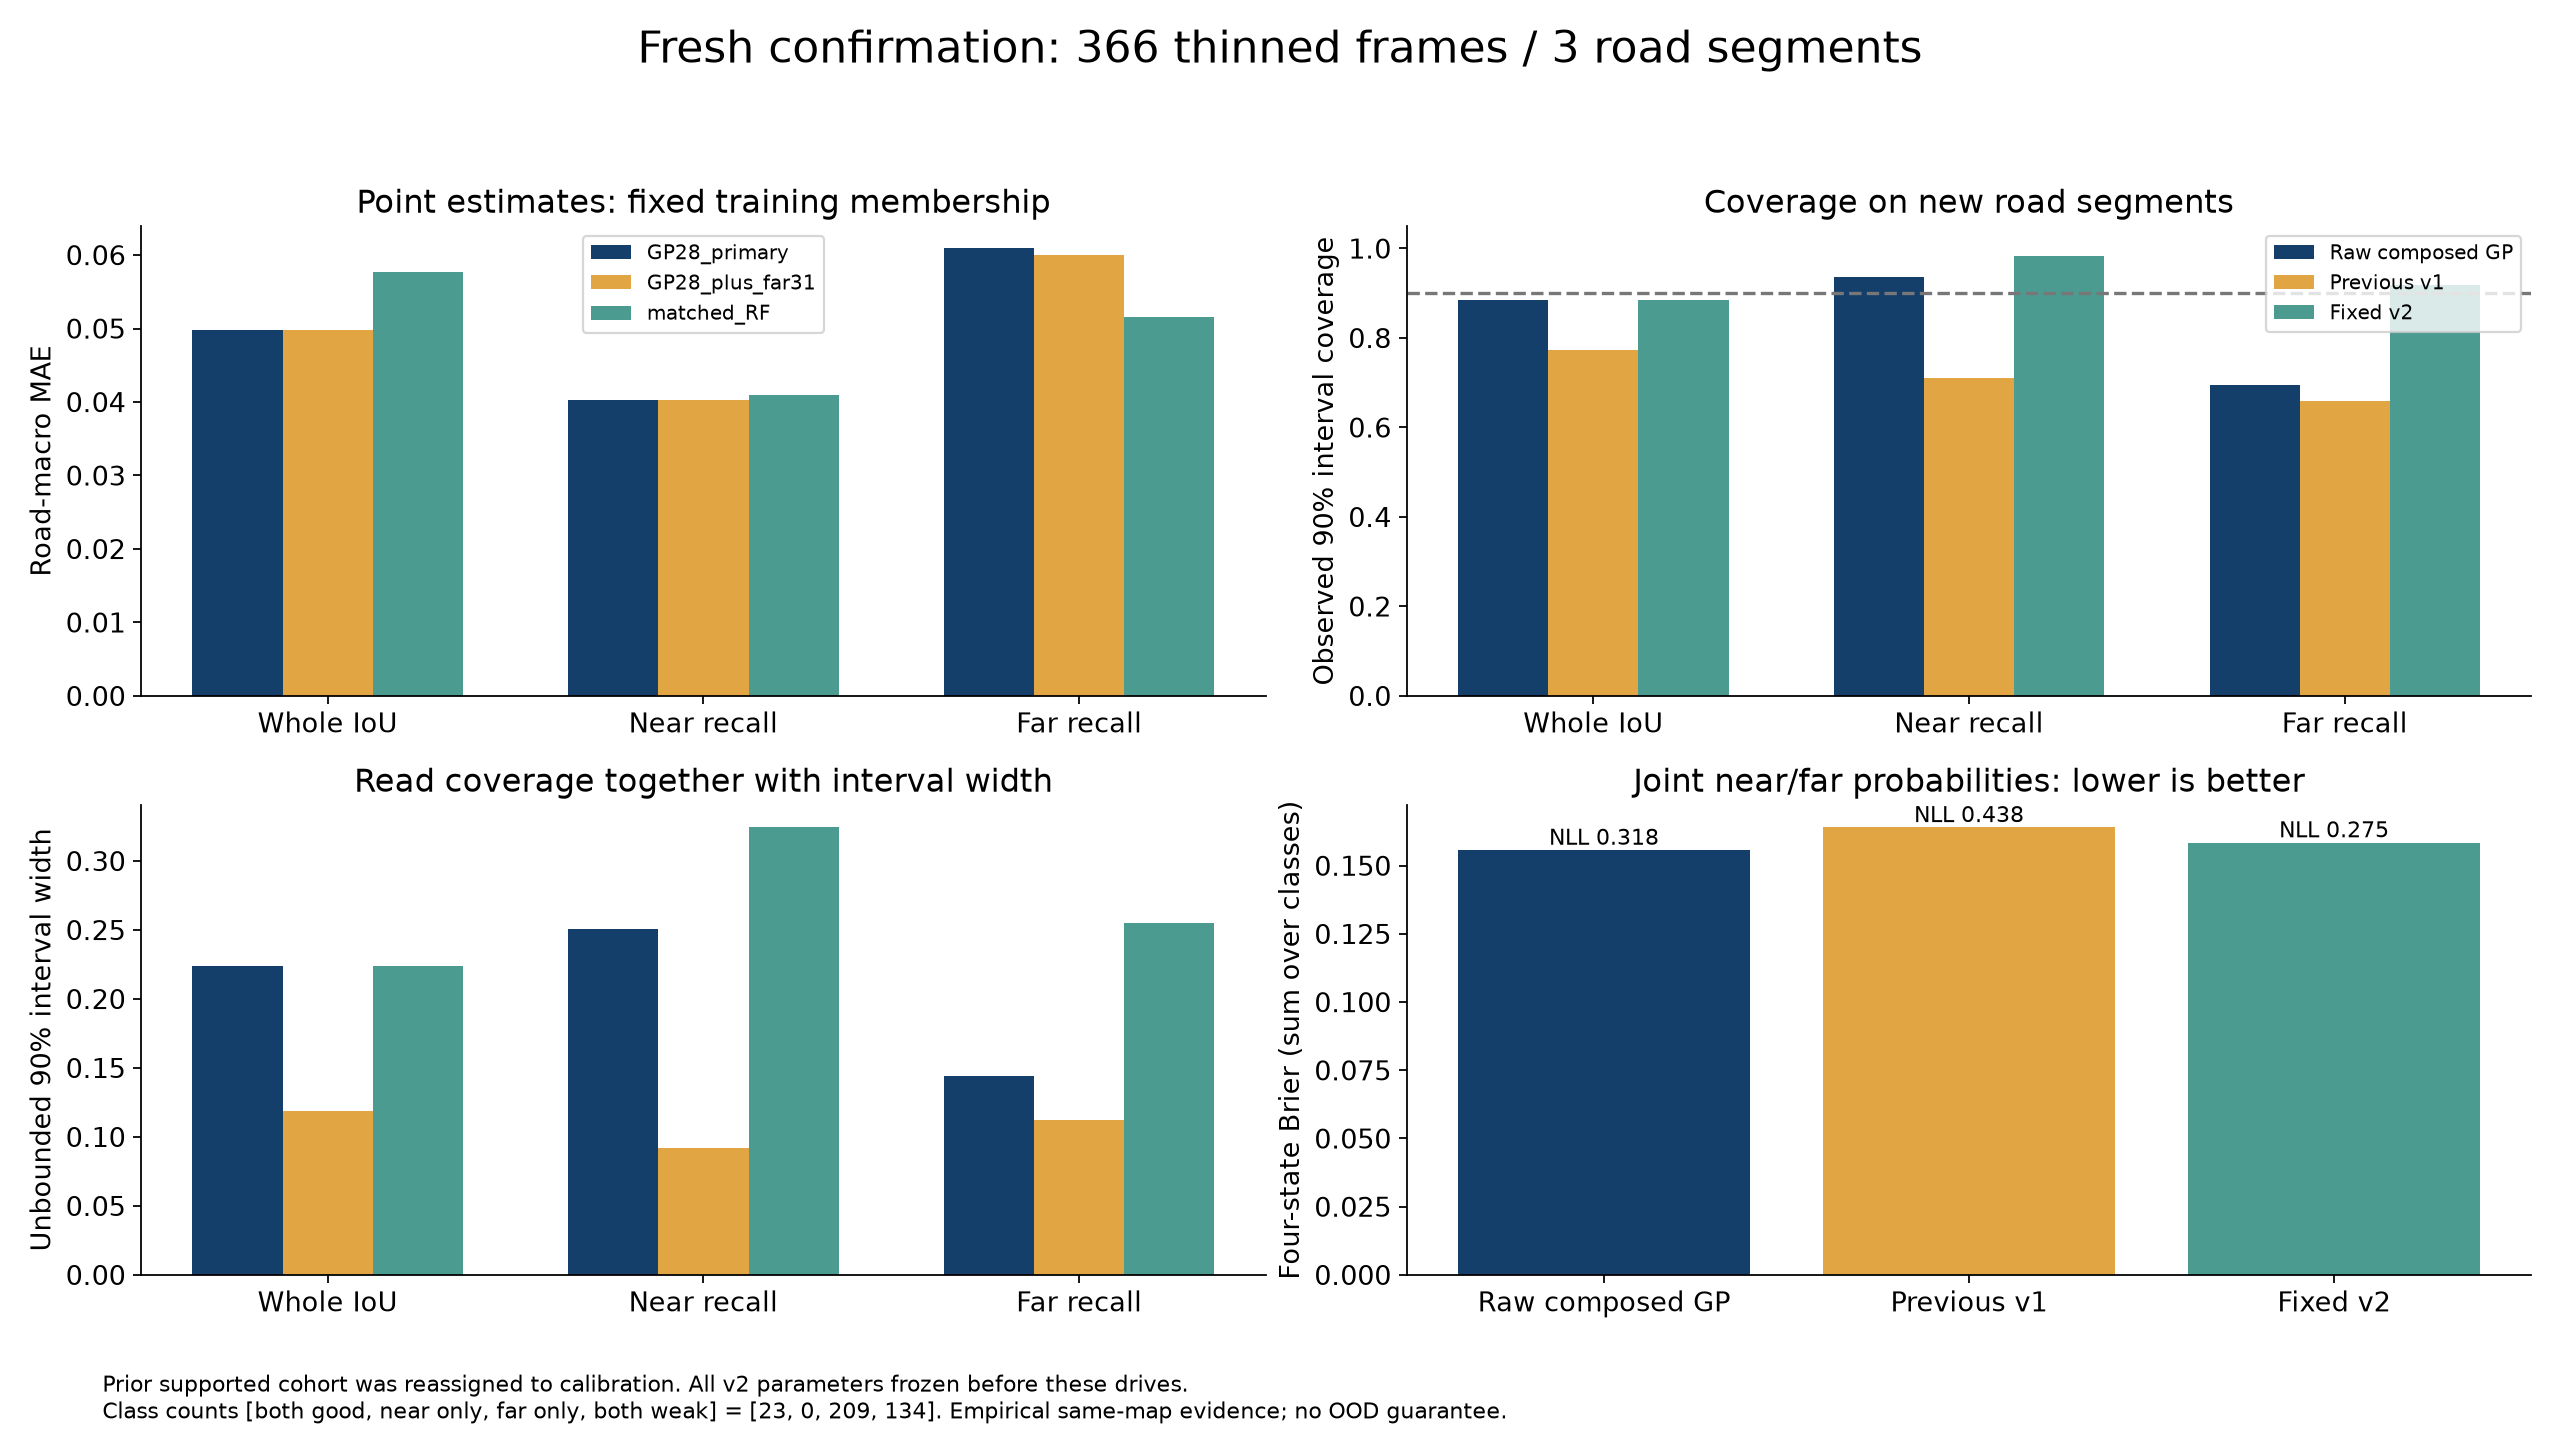 Fresh confirmation: 366 thinned frames / 3 road segments
Point estimates: fixed training membership
Road-macro MAE
0.06
0.05
0.04
0.03
0.02
0.01
0.00
GP28_primary
GP28_plus_far31
matched_RF
Whole IoU
Near recall
Far recall
Coverage on new road segments
Observed 90% interval coverage
1.0
0.8
0.6
0.4
0.2
0.0
Raw composed GP
Previous v1
Fixed v2
Whole IoU
Near recall
Far recall
Read coverage together with interval width
Unbounded 90% interval width
0.30
0.25
0.20
0.15
0.10
0.05
0.00
Whole IoU
Near recall
Far recall
Joint near/far probabilities: lower is better
Four-state Brier (sum over classes)
0.150
0.125
0.100
0.075
0.050
0.025
0.000
NLL 0.318
NLL 0.438
NLL 0.275
Raw composed GP
Previous v1
Fixed v2
Prior supported cohort was reassigned to calibration. All v2 parameters frozen before these drives.
Class counts [both good, near only, far only, both weak] = [23, 0, 209, 134]. Empirical same-map evidence; no OOD guarantee.